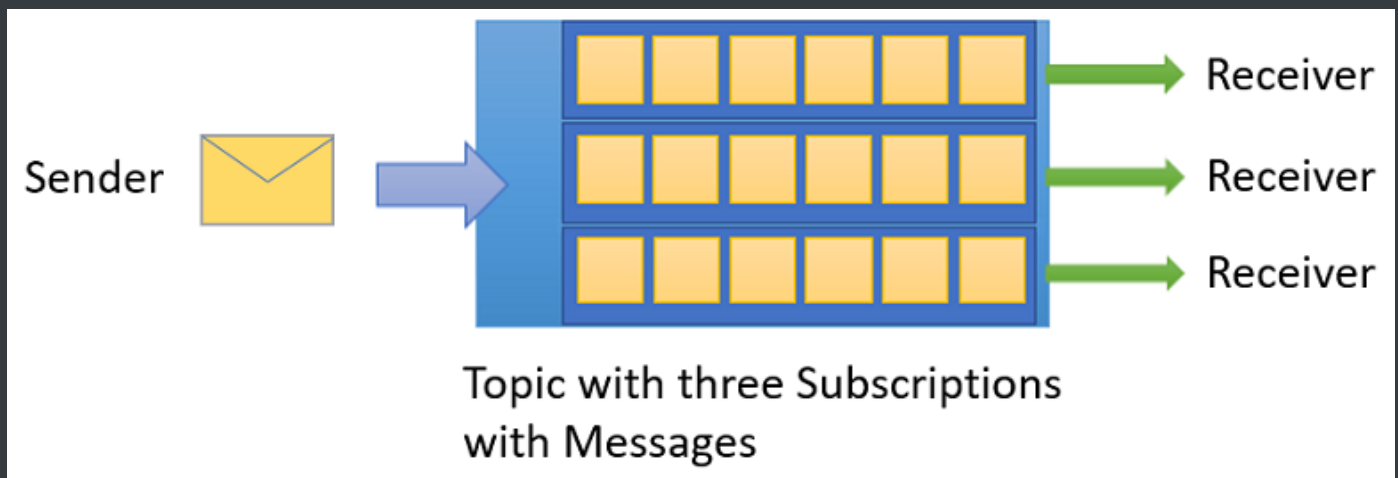 Sender
Receiver
Receiver
Receiver
Topic with three Subscriptions
with Messages